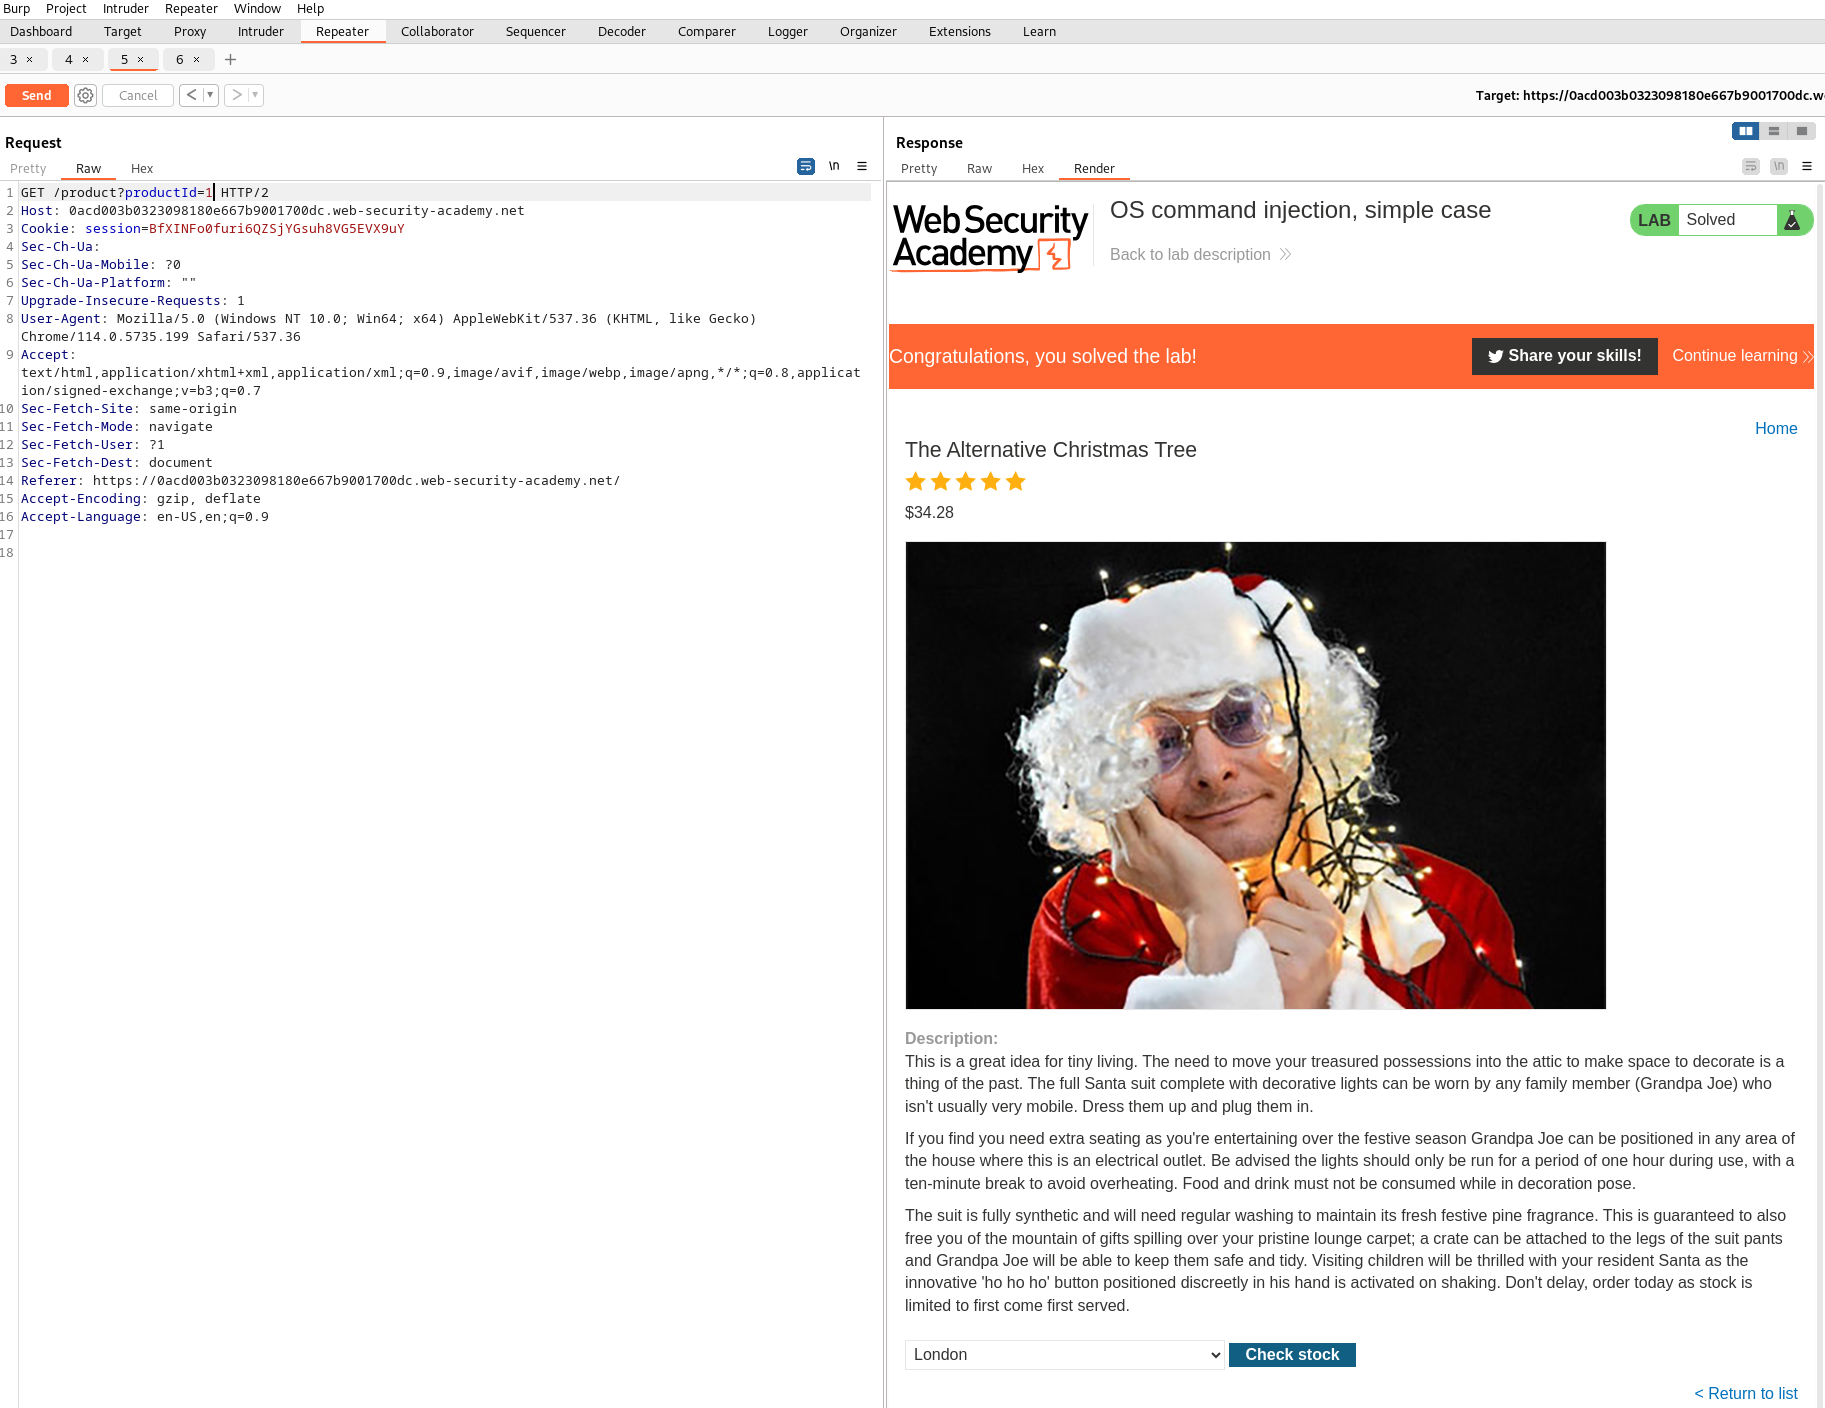 Burp Project Intruder Repeater Window Help
Dashboard Target Proxy Intruder Repeater Collaborator Sequencer Decoder Comparer Logger Organizer Extensions Learn
3 × 4 × 5 × 6 × +
Send Cancel < ▼ > ▼ Target: https://0acd003b0323098180e667b9001700dc.we
Request
Pretty Raw Hex \n
1 GET /product?productId=1 HTTP/2
2 Host: 0acd003b0323098180e667b9001700dc.web-security-academy.net
3 Cookie: session=BfXINFo0furi6QZSjYGsuh8VG5EVX9uY
4 Sec-Ch-Ua:
5 Sec-Ch-Ua-Mobile: ?0
6 Sec-Ch-Ua-Platform: ""
7 Upgrade-Insecure-Requests: 1
8 User-Agent: Mozilla/5.0 (Windows NT 10.0; Win64; x64) AppleWebKit/537.36 (KHTML, like Gecko)
Chrome/114.0.5735.199 Safari/537.36
9 Accept:
text/html,application/xhtml+xml,application/xml;q=0.9,image/avif,image/webp,image/apng,*/*;q=0.8,applicat
ion/signed-exchange;v=b3;q=0.7
10 Sec-Fetch-Site: same-origin
11 Sec-Fetch-Mode: navigate
12 Sec-Fetch-User: ?1
13 Sec-Fetch-Dest: document
14 Referer: https://0acd003b0323098180e667b9001700dc.web-security-academy.net/
15 Accept-Encoding: gzip, deflate
16 Accept-Language: en-US,en;q=0.9
17
18
Response
Pretty Raw Hex Render \n
Web Security
Academy
OS command injection, simple case
Back to lab description
LAB Solved
Congratulations, you solved the lab!
Share your skills!
Continue learning
Home
The Alternative Christmas Tree
$34.28
Description:
This is a great idea for tiny living. The need to move your treasured possessions into the attic to make space to decorate is a
thing of the past. The full Santa suit complete with decorative lights can be worn by any family member (Grandpa Joe) who
isn't usually very mobile. Dress them up and plug them in.
If you find you need extra seating as you're entertaining over the festive season Grandpa Joe can be positioned in any area of
the house where this is an electrical outlet. Be advised the lights should only be run for a period of one hour during use, with a
ten-minute break to avoid overheating. Food and drink must not be consumed while in decoration pose.
The suit is fully synthetic and will need regular washing to maintain its fresh festive pine fragrance. This is guaranteed to also
free you of the mountain of gifts spilling over your pristine lounge carpet; a crate can be attached to the legs of the suit pants
and Grandpa Joe will be able to keep them safe and tidy. Visiting children will be thrilled with your resident Santa as the
innovative 'ho ho ho' button positioned discreetly in his hand is activated on shaking. Don't delay, order today as stock is
limited to first come first served.
London
Check stock
< Return to list